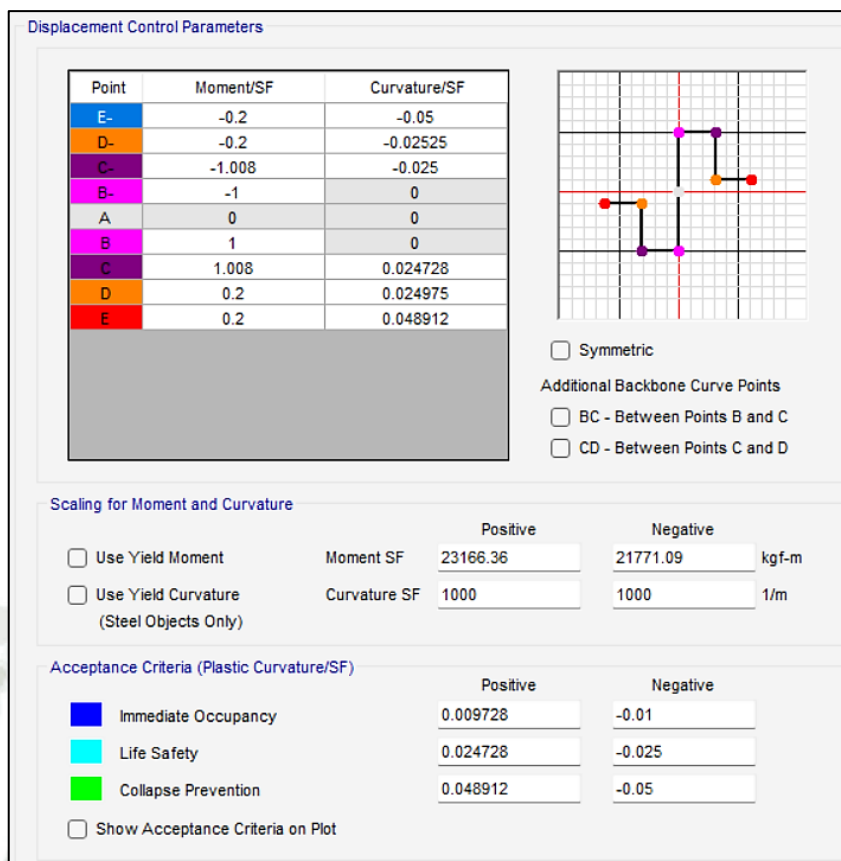 Displacement Control Parameters
Point Moment/SF Curvature/SF
E- -0.2 -0.05
D- -0.2 -0.02525
C- -1.008 -0.025
B- -1 0
A 0 0
B 1 0
C 1.008 0.024728
D 0.2 0.024975
E 0.2 0.048912
Symmetric
Additional Backbone Curve Points
BC - Between Points B and C
CD - Between Points C and D
Scaling for Moment and Curvature
Positive Negative
Use Yield Moment Moment SF 23166.36 21771.09 kgf-m
Use Yield Curvature Curvature SF 1000 1000 1/m
(Steel Objects Only)
Acceptance Criteria (Plastic Curvature/SF)
Positive Negative
Immediate Occupancy 0.009728 -0.01
Life Safety 0.024728 -0.025
Collapse Prevention 0.048912 -0.05
Show Acceptance Criteria on Plot